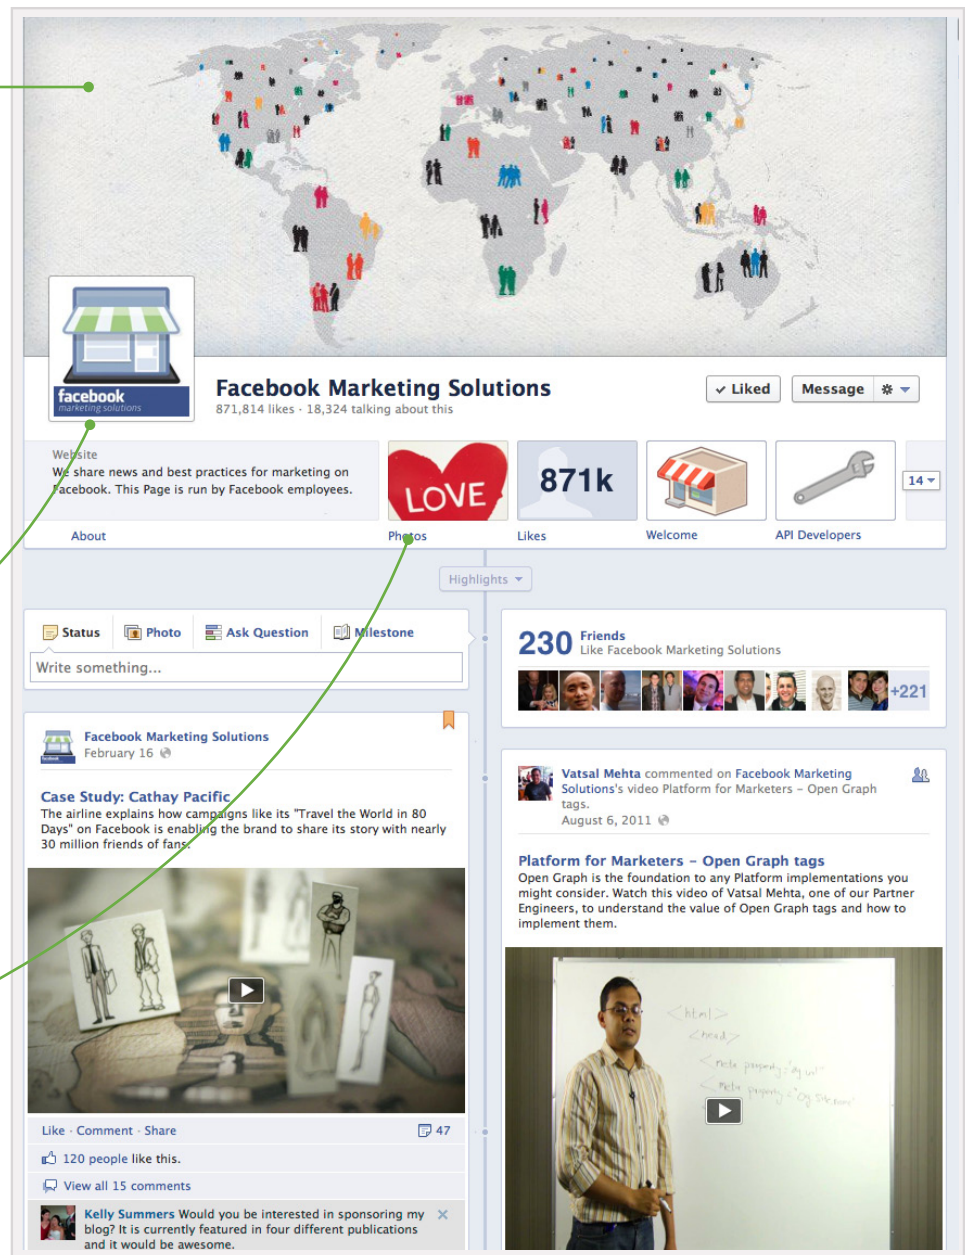 facebook
marketing solutions
Facebook Marketing Solutions
871,814 likes · 18,324 talking about this
Liked
Message
Website
We share news and best practices for marketing on
Facebook. This Page is run by Facebook employees.
About
LOVE
Photos
871k
Likes
Welcome
API Developers
14
Highlights
Status
Photo
Ask Question
Milestone
Write something...
230 Friends
Like Facebook Marketing Solutions
+221
Facebook Marketing Solutions
February 16
Case Study: Cathay Pacific
The airline explains how campaigns like its "Travel the World in 80
Days" on Facebook is enabling the brand to share its story with nearly
30 million friends of fans.
Like · Comment · Share
47
120 people like this.
View all 15 comments
Kelly Summers Would you be interested in sponsoring my
blog? It is currently featured in four different publications
and it would be awesome.
Vatsal Mehta commented on Facebook Marketing
Solutions's video Platform for Marketers – Open Graph
tags.
August 6, 2011
Platform for Marketers – Open Graph tags
Open Graph is the foundation to any Platform implementations you
might consider. Watch this video of Vatsal Mehta, one of our Partner
Engineers, to understand the value of Open Graph tags and how to
implement them.
<html>
<head>
<meta property="og:url"
<meta property="og: